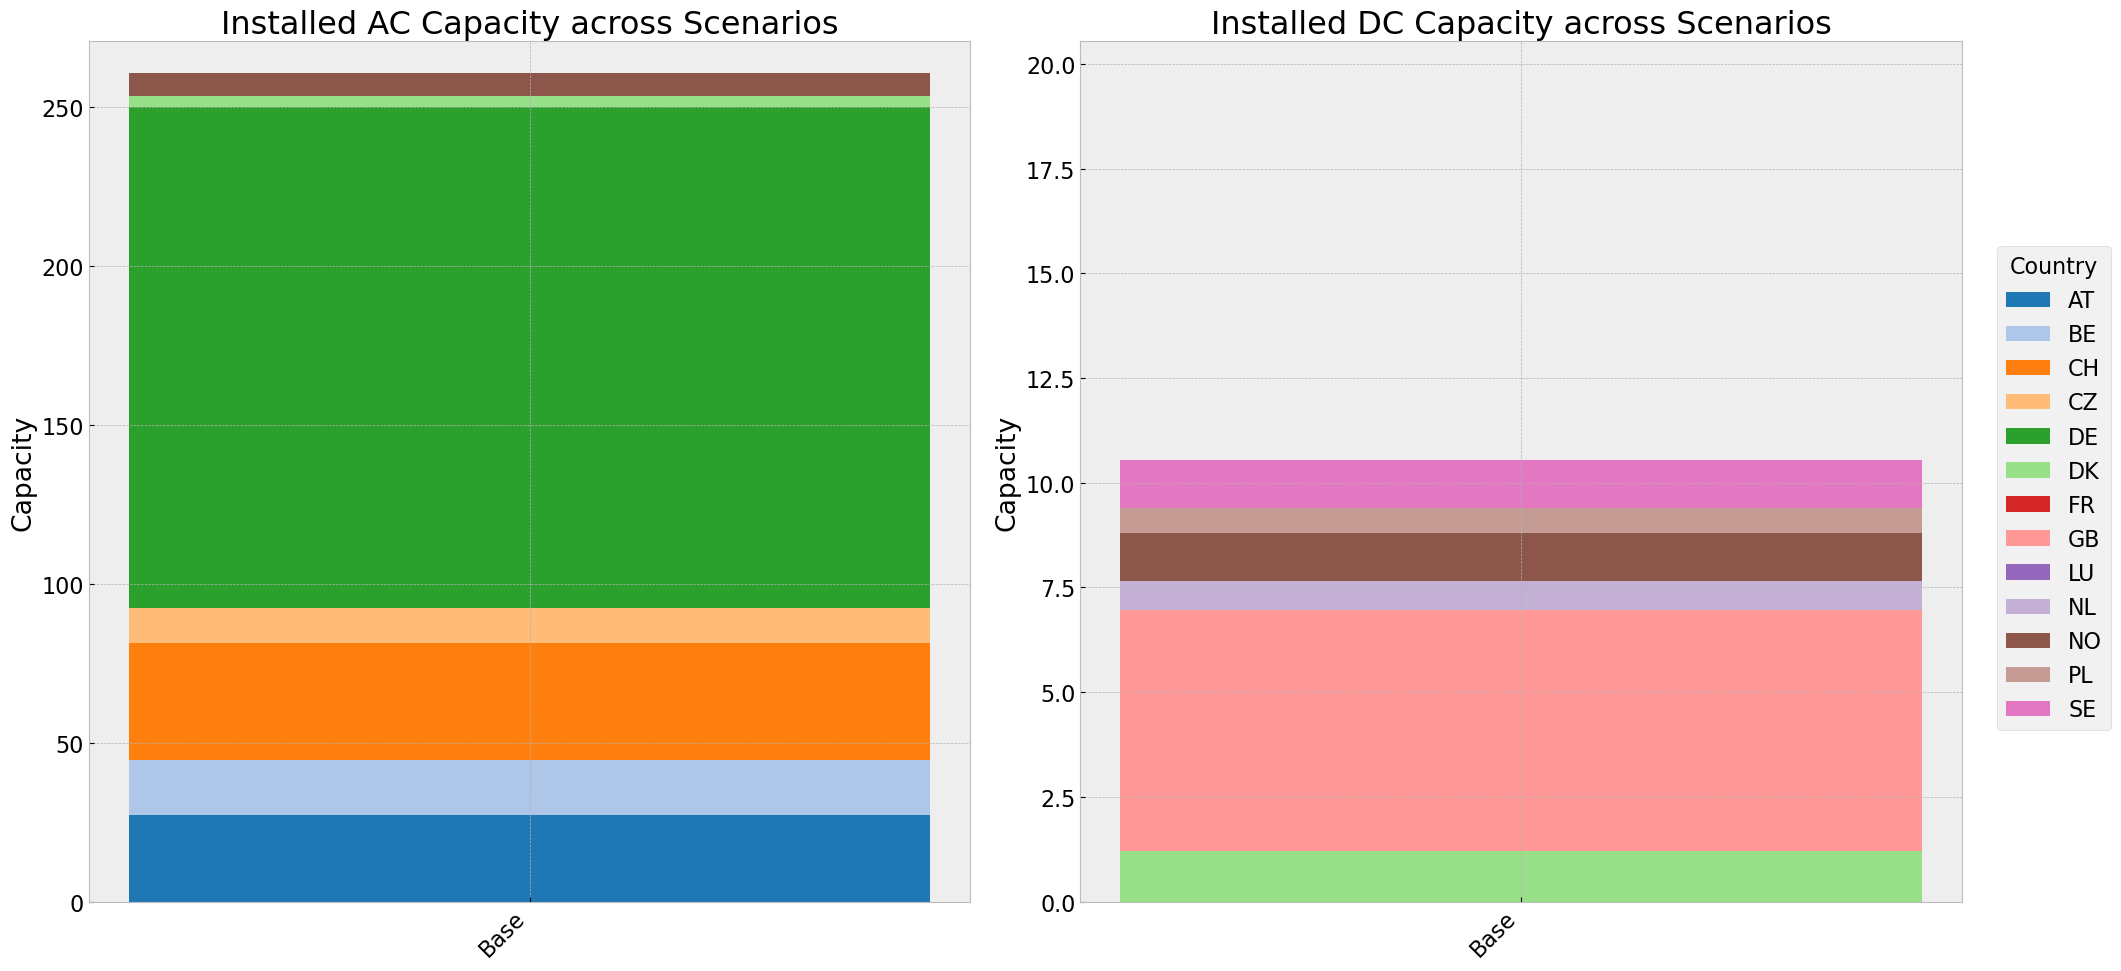 Installed AC Capacity across Scenarios
Capacity
250
200
150
100
50
0
Base
Installed DC Capacity across Scenarios
Capacity
20.0
17.5
15.0
12.5
10.0
7.5
5.0
2.5
0.0
Base
Country
AT
BE
CH
CZ
DE
DK
FR
GB
LU
NL
NO
PL
SE